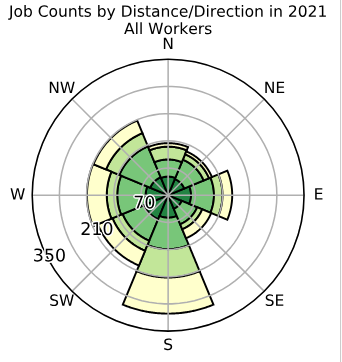 Job Counts by Distance/Direction in 2021
All Workers
N
NW
NE
W
E
70
210
350
SW
SE
S